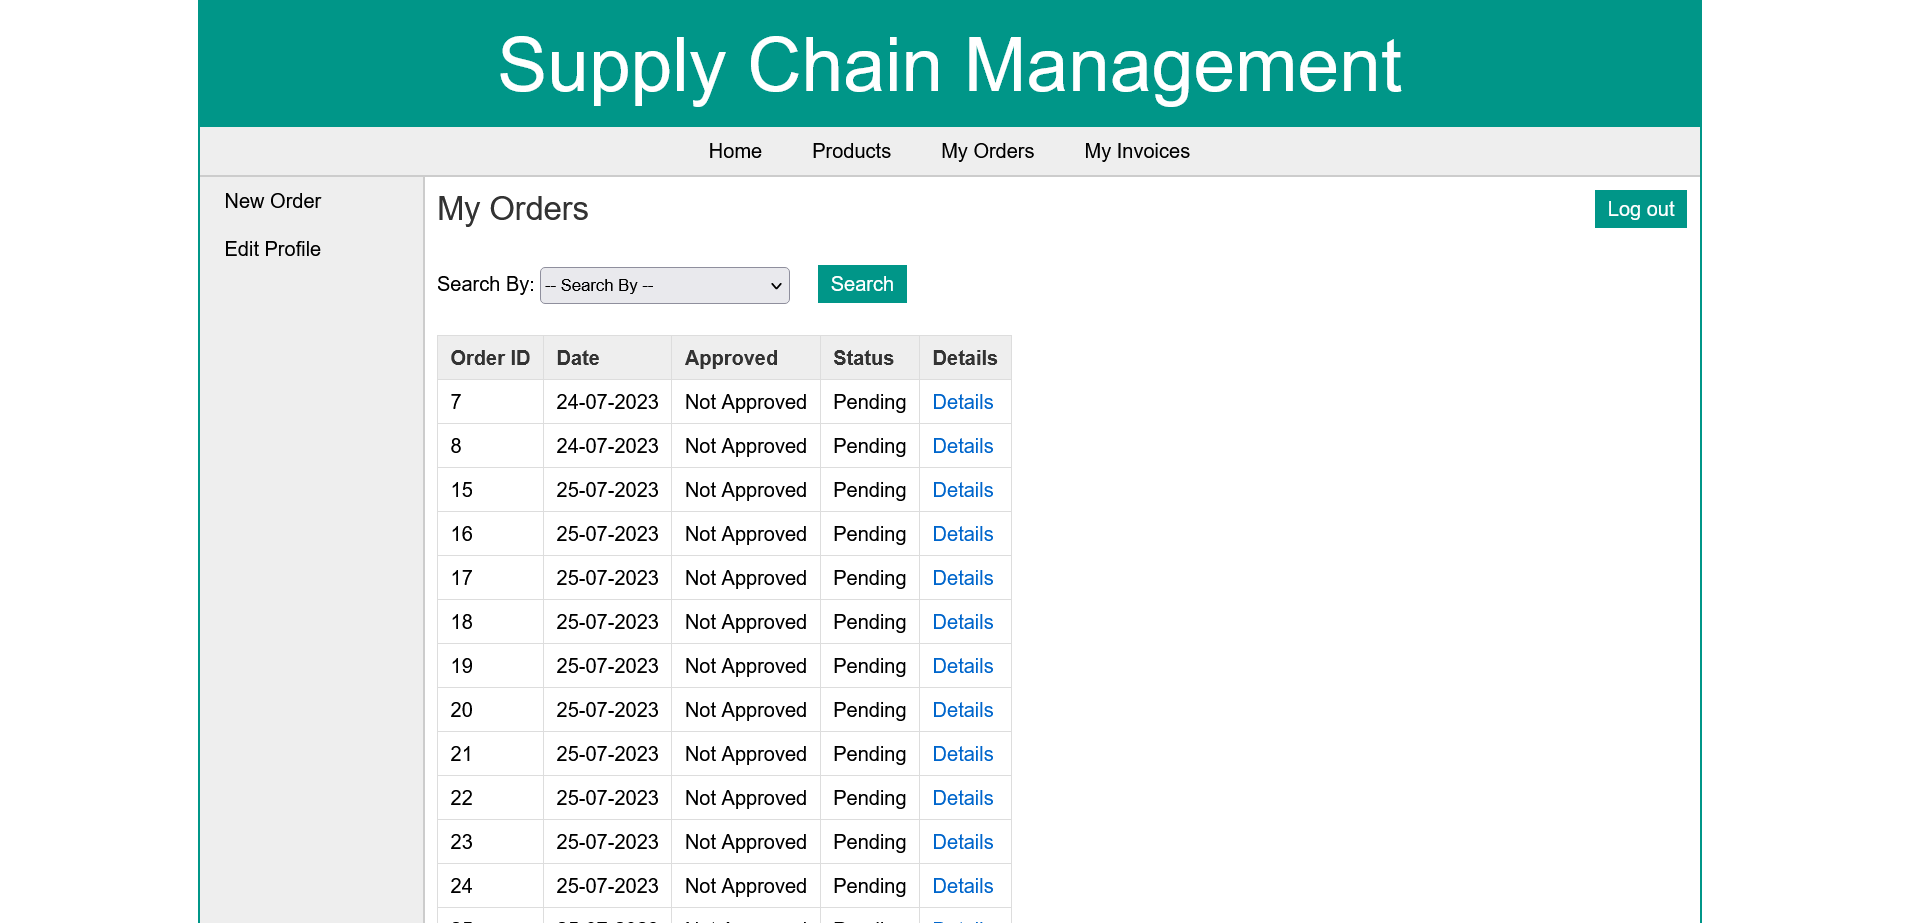 Supply Chain Management
Home Products My Orders My Invoices
New Order
Edit Profile
My Orders
Log out
Search By: -- Search By -- Search
Order ID Date Approved Status Details
7 24-07-2023 Not Approved Pending Details
8 24-07-2023 Not Approved Pending Details
15 25-07-2023 Not Approved Pending Details
16 25-07-2023 Not Approved Pending Details
17 25-07-2023 Not Approved Pending Details
18 25-07-2023 Not Approved Pending Details
19 25-07-2023 Not Approved Pending Details
20 25-07-2023 Not Approved Pending Details
21 25-07-2023 Not Approved Pending Details
22 25-07-2023 Not Approved Pending Details
23 25-07-2023 Not Approved Pending Details
24 25-07-2023 Not Approved Pending Details